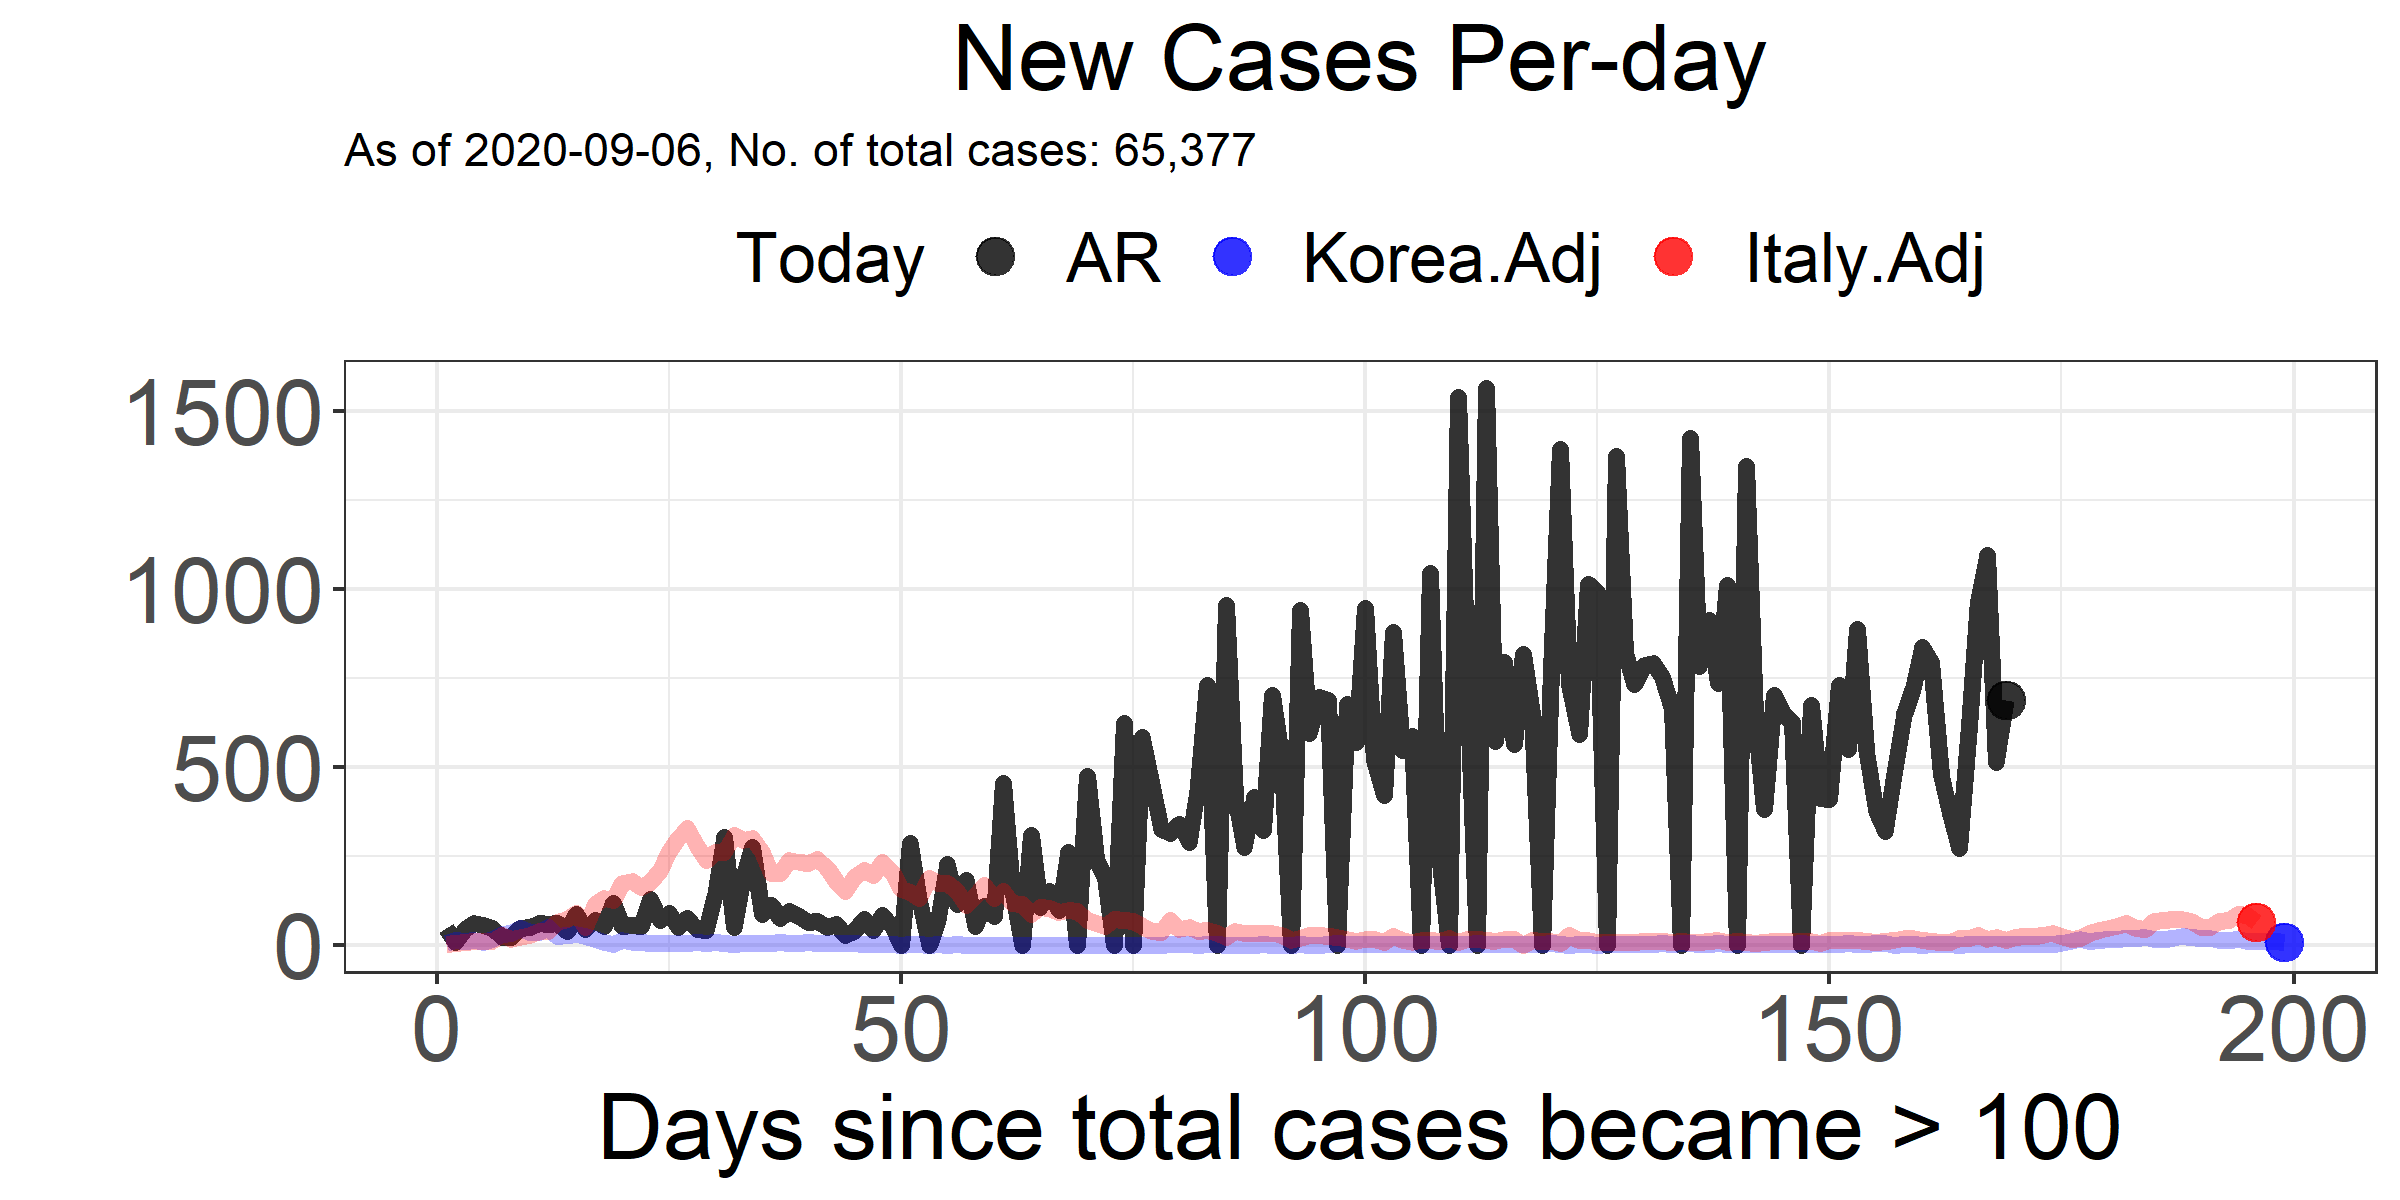 New Cases Per-day
As of 2020-09-06, No. of total cases: 65,377
Today AR Korea.Adj Italy.Adj
1500
1000
500
0
0 50 100 150 200
Days since total cases became > 100